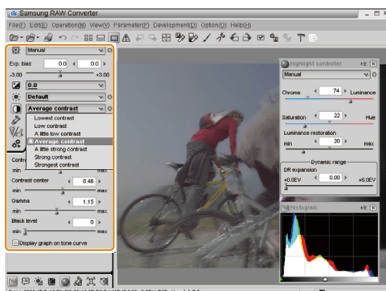 Samsung RAW Converter
File(F) Edit(E) Operation(N) View(V) Parameter(P) Development(D) Option(O) Help(H)
Manual
Exp. bias 0.0 0.0
-3.00 +3.00
0.0
Default
Average contrast
Lowest contrast
Low contrast
A little low contrast
Average contrast
A little strong contrast
Strong contrast
Strongest contrast
min max
Contrast center 0.46
min max
Gamma 1.15
min max
Black level 0
min max
Display graph on tone curve
Highlight controller
Manual
Chroma 74 Luminance
Saturation 22 Hue
Luminance restoration
min 20 max
Dynamic range
DR expansion
+0.0EV 0.00 +5.0EV
Histogram